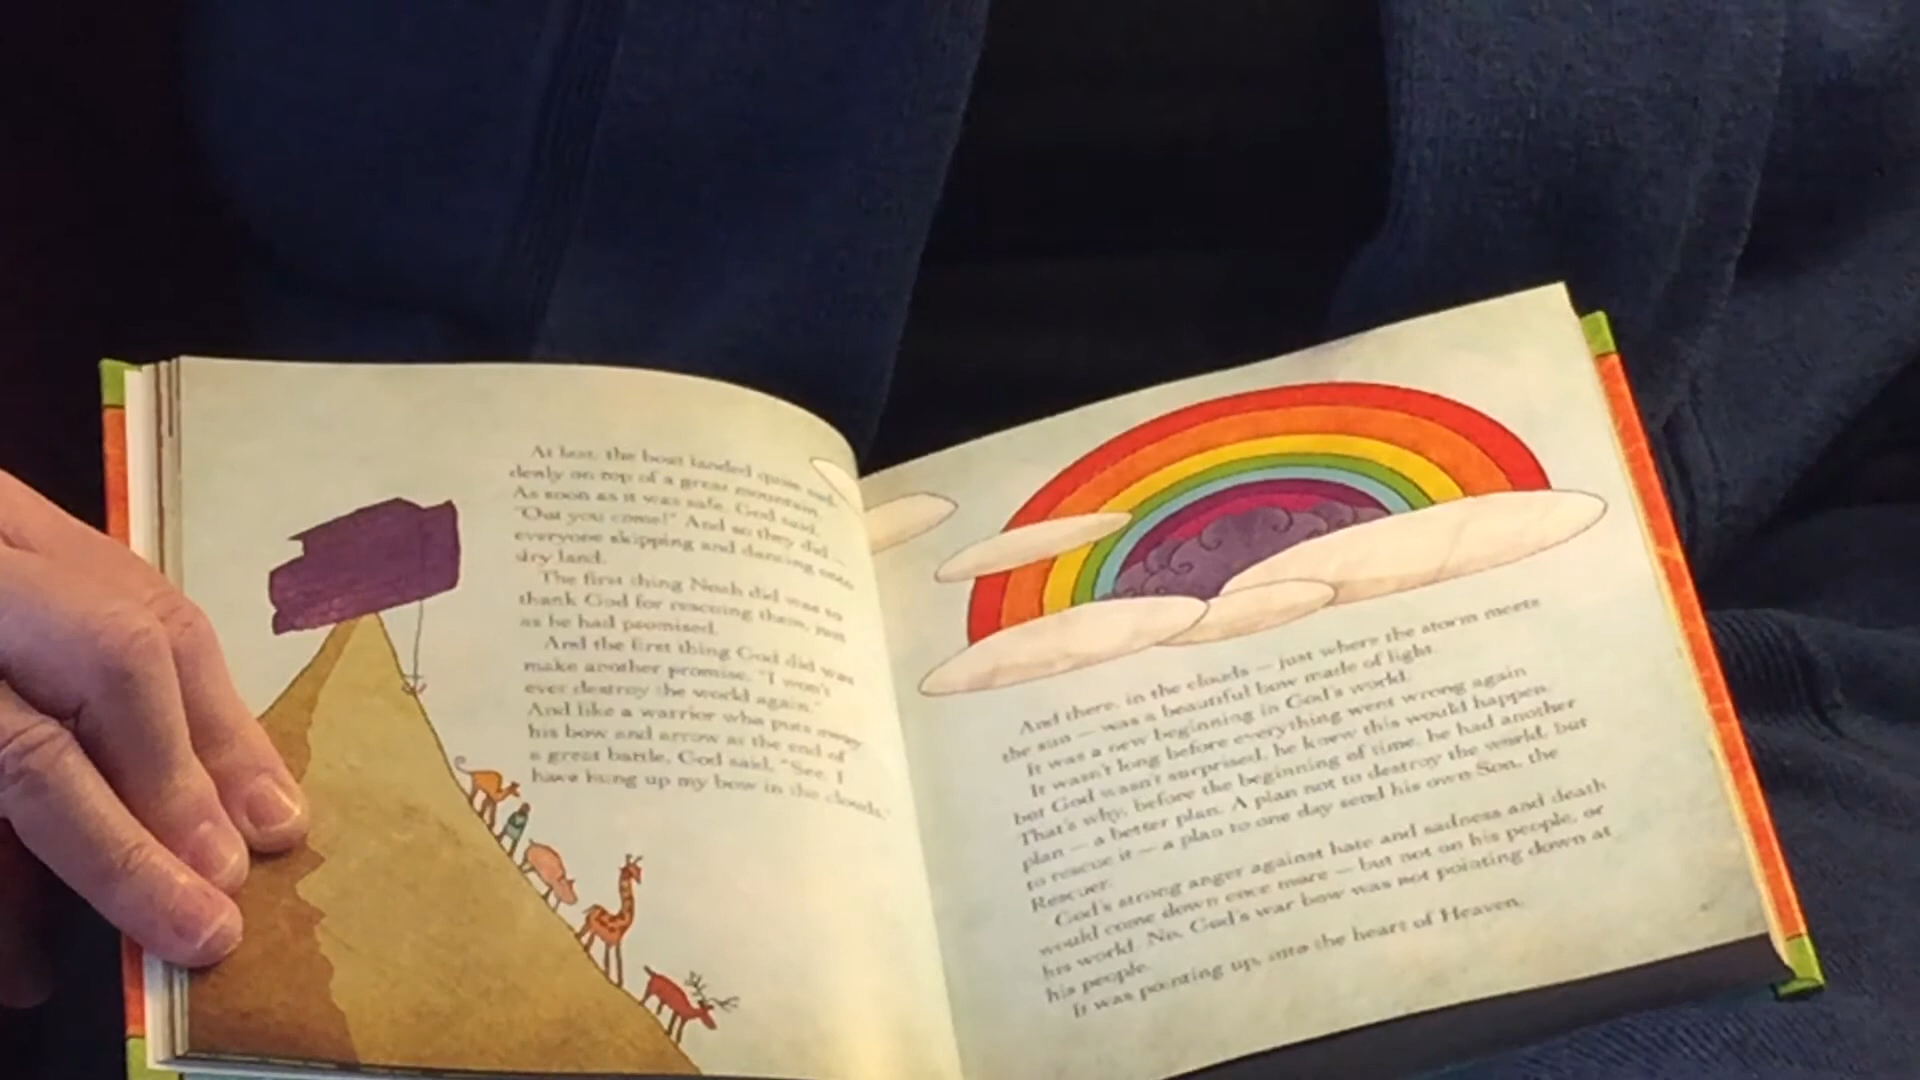 At last, the boat landed quite sud-
denly on top of a great mountain.
As soon as it was safe, God said,
"Out you come!" And so they did —
everyone skipping and dancing onto
dry land.
The first thing Noah did was to
thank God for rescuing them, just
as he had promised.
And the first thing God did was
make another promise. "I won't
ever destroy the world again."
And like a warrior who puts away
his bow and arrow at the end of
a great battle, God said, "See, I
have hung up my bow in the clouds."
And there, in the clouds — just where the storm meets
the sun — was a beautiful bow made of light.
It was a new beginning in God's world.
It wasn't long before everything went wrong again
but God wasn't surprised, he knew this would happen.
That's why, before the beginning of time, he had another
plan — a better plan. A plan not to destroy the world, but
to rescue it — a plan to one day send his own Son, the
Rescuer.
God's strong anger against hate and sadness and death
would come down once more — but not on his people, or
his world. No, God's war bow was not pointing down at
his people.
It was pointing up, into the heart of Heaven.